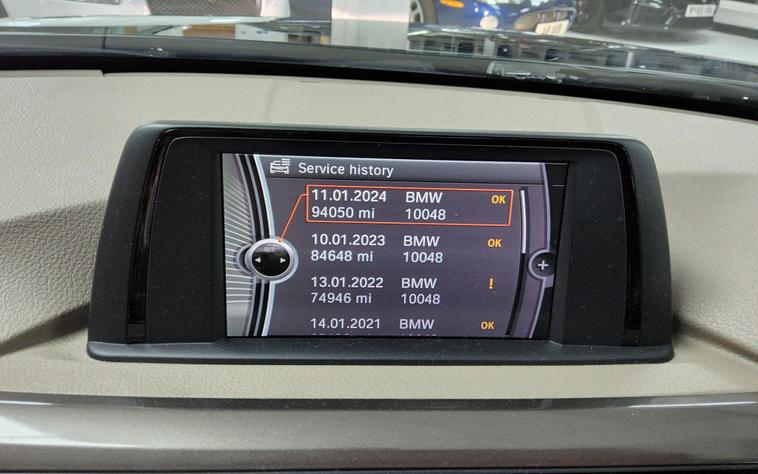 Service history
11.01.2024 BMW OK
94050 mi 10048
10.01.2023 BMW OK
84648 mi 10048
13.01.2022 BMW !
74946 mi 10048
14.01.2021 BMW OK